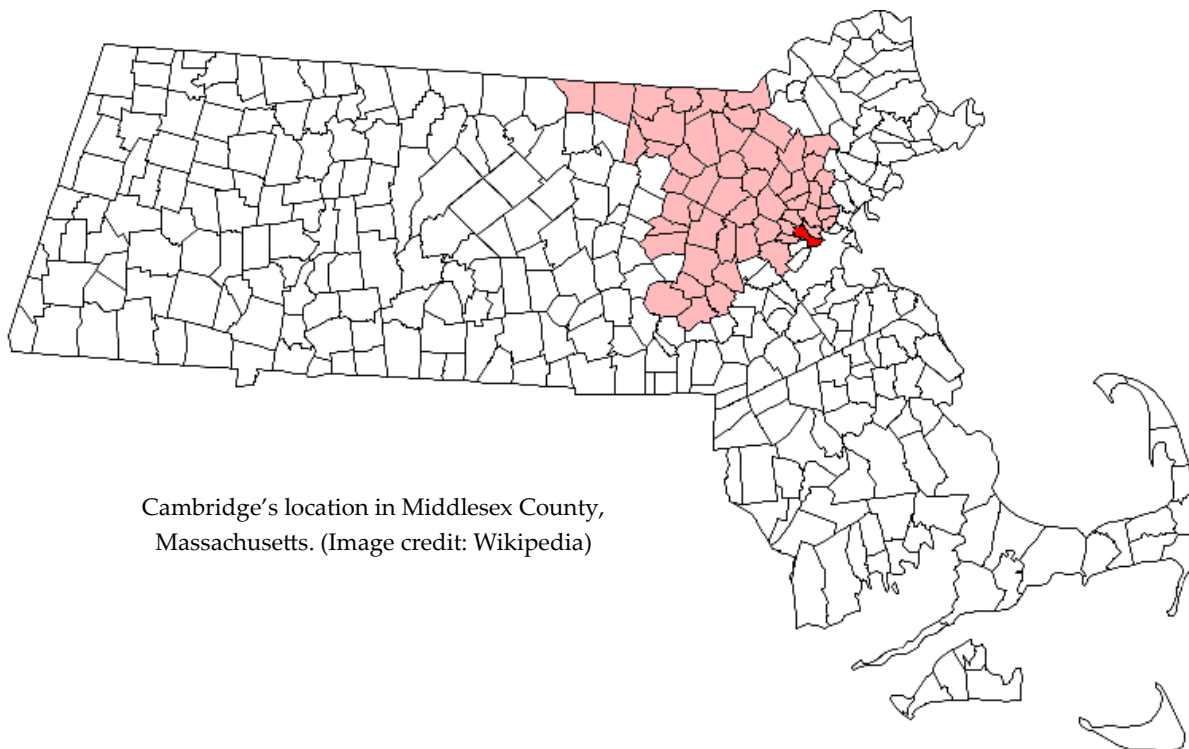 Cambridge’s location in Middlesex County,
Massachusetts. (Image credit: Wikipedia)